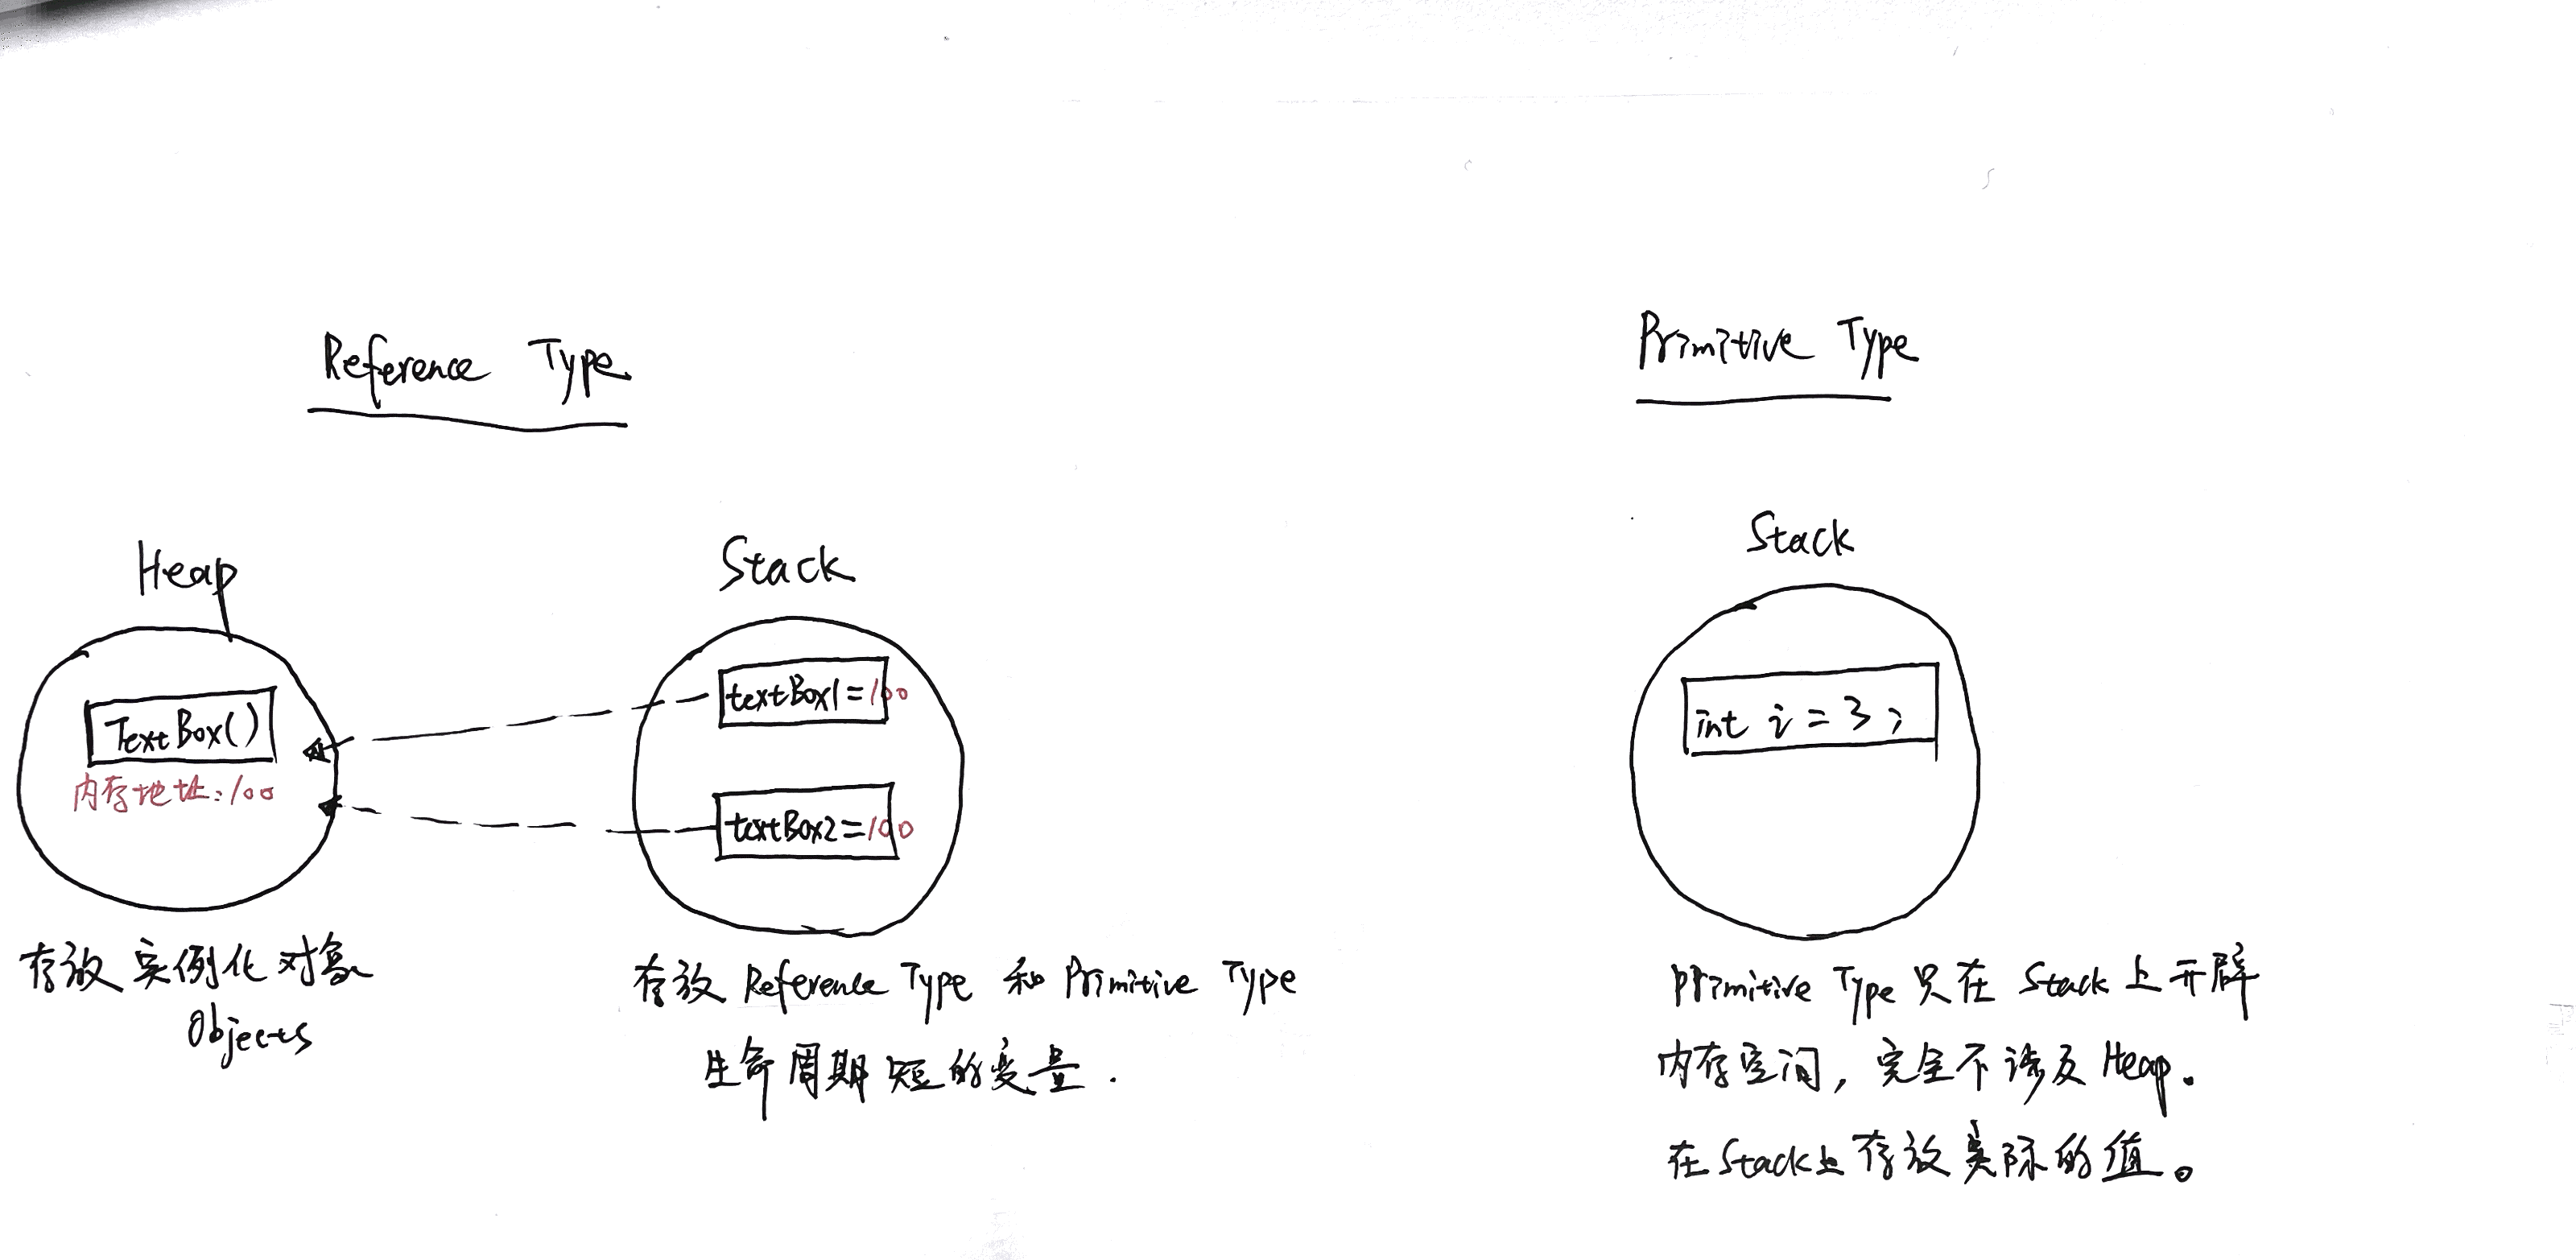 Reference Type
Heap
Stack
TextBox()
内存地址:100
textBox1=100
textBox2=100
存放实例化对象
Objects
存放 Reference Type 和 Primitive Type
生命周期短的变量.
Primitive Type
Stack
int i = 3;
Primitive Type 只在 Stack 上开辟
内存空间，完全不涉及 Heap.
在 Stack上存放实际的值。